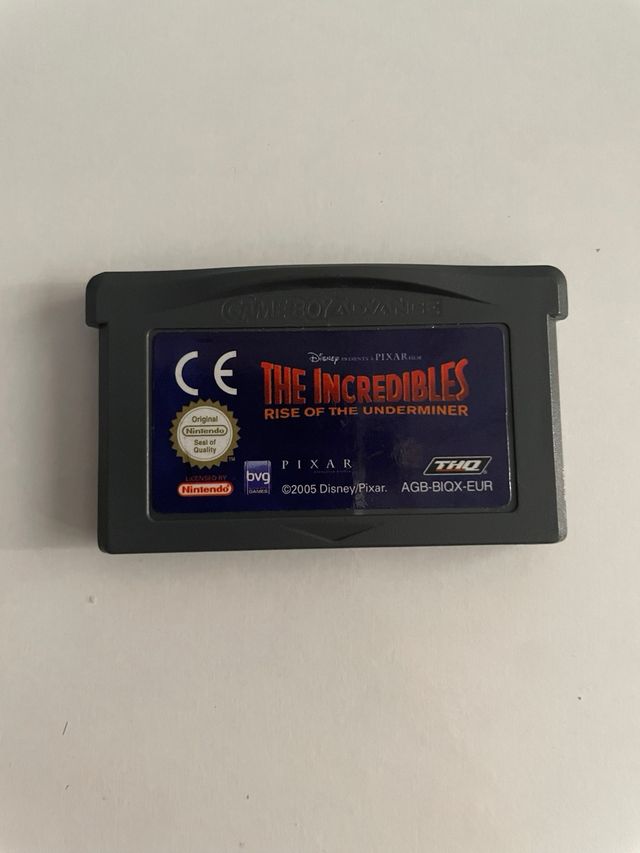 GAME BOY ADVANCE
CE
Disney PRESENTS A PIXAR FILM
THE INCREDIBLES
RISE OF THE UNDERMINER
Original
Nintendo
Seal of
Quality
TM
LICENSED BY
Nintendo
bvg
GAMES
PIXAR
©2005 Disney/Pixar.
THQ
AGB-BIQX-EUR